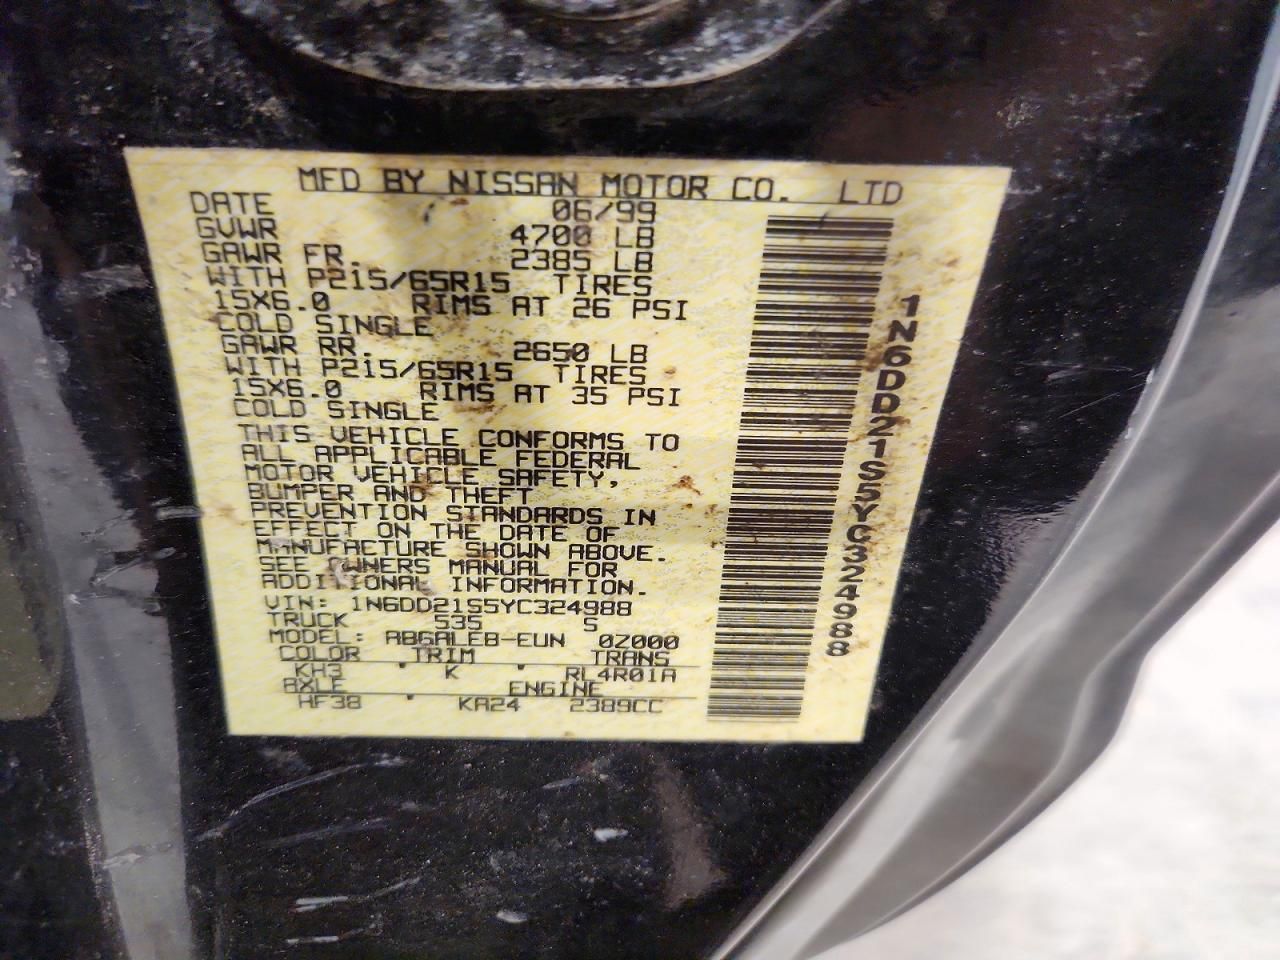 MFD BY NISSAN MOTOR CO. LTD
DATE 06/99
GVWR 4700 LB
GAWR FR. 2385 LB
WITH P215/65R15 TIRES
15X6.0 RIMS AT 26 PSI
COLD SINGLE
GAWR RR. 2650 LB
WITH P215/65R15 TIRES
15X6.0 RIMS AT 35 PSI
COLD SINGLE
THIS VEHICLE CONFORMS TO
ALL APPLICABLE FEDERAL
MOTOR VEHICLE SAFETY,
BUMPER AND THEFT
PREVENTION STANDARDS IN
EFFECT ON THE DATE OF
MANUFACTURE SHOWN ABOVE.
SEE OWNERS MANUAL FOR
ADDITIONAL INFORMATION.
VIN: 1N6DD21S5YC324988
TRUCK 535 S
MODEL: ABGALEB-EUN 0Z000
COLOR TRIM TRANS
KH3 K RL4R01A
AXLE ENGINE
HF38 KA24 2389CC
1N6DD21S5YC324988